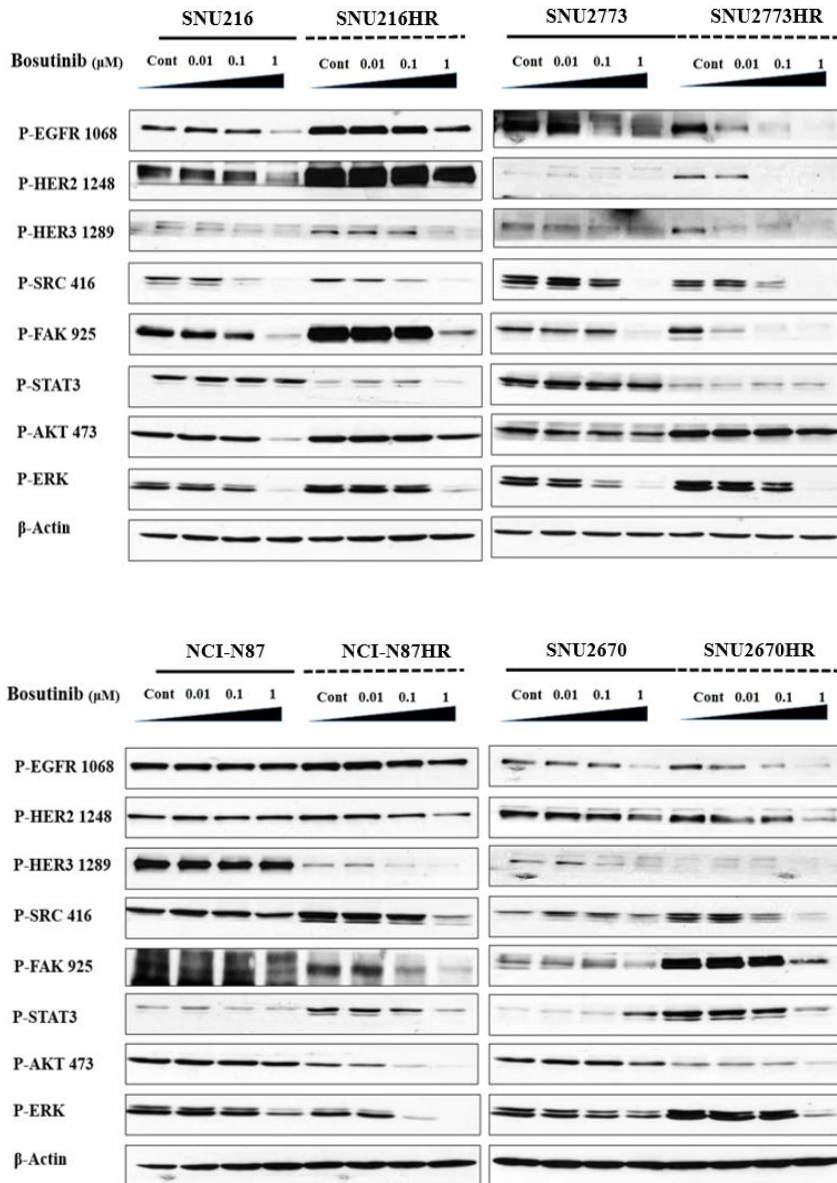 SNU216 SNU216HR SNU2773 SNU2773HR
Bosutinib (μM) Cont 0.01 0.1 1 Cont 0.01 0.1 1 Cont 0.01 0.1 1 Cont 0.01 0.1 1
P-EGFR 1068
P-HER2 1248
P-HER3 1289
P-SRC 416
P-FAK 925
P-STAT3
P-AKT 473
P-ERK
β-Actin
NCI-N87 NCI-N87HR SNU2670 SNU2670HR
Bosutinib (μM) Cont 0.01 0.1 1 Cont 0.01 0.1 1 Cont 0.01 0.1 1 Cont 0.01 0.1 1
P-EGFR 1068
P-HER2 1248
P-HER3 1289
P-SRC 416
P-FAK 925
P-STAT3
P-AKT 473
P-ERK
β-Actin